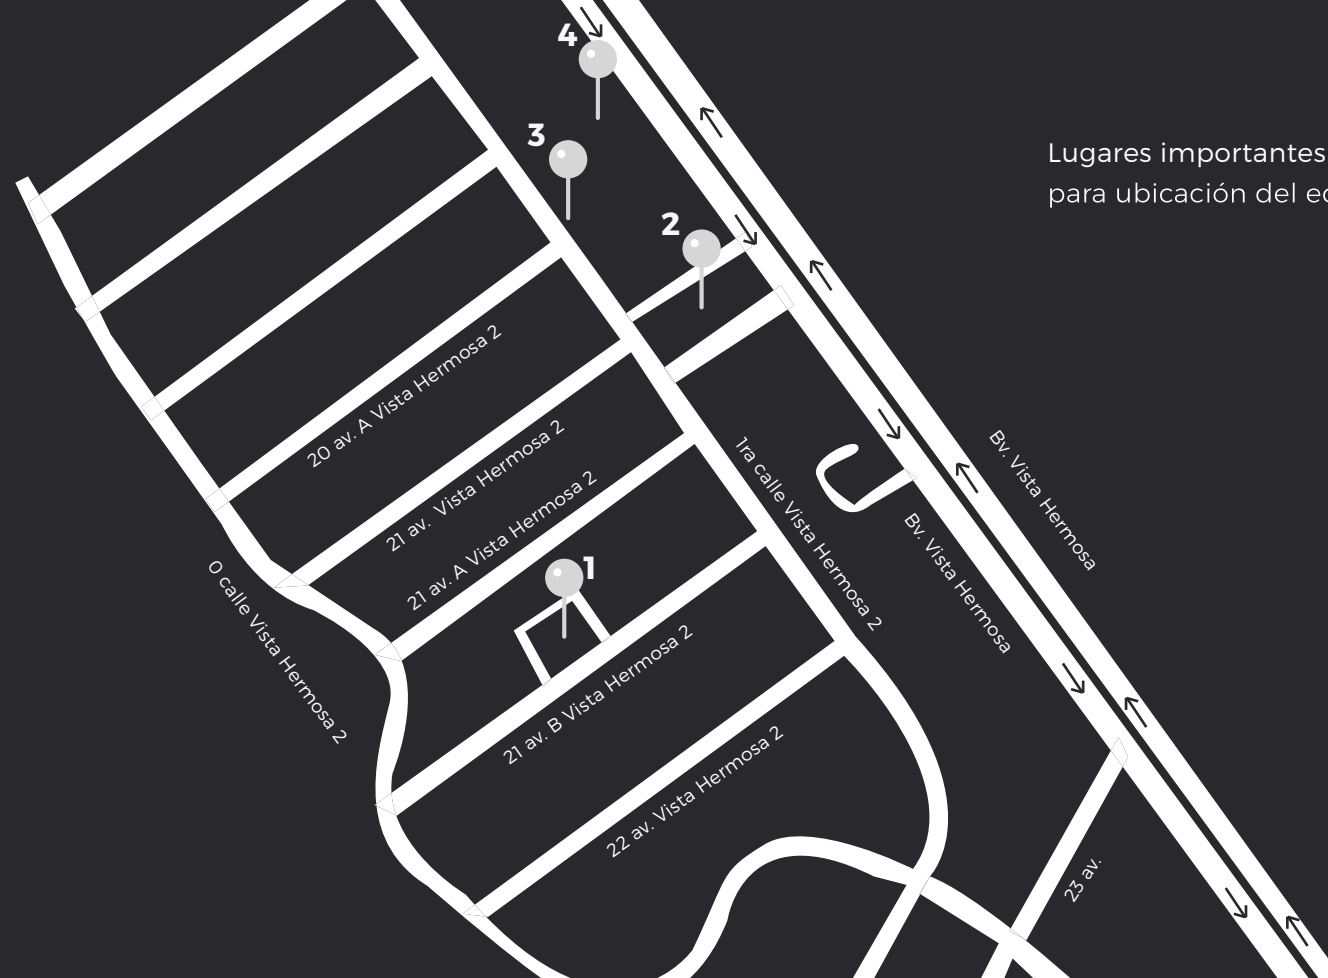 4
3
Lugares importantes
para ubicación del
2
20 av. A Vista Hermosa 2
21 av. Vista Hermosa 2
21 av. A Vista Hermosa 2
1ra calle Vista Hermosa 2
Bv. Vista Hermosa
Bv. Vista Hermosa
0 calle Vista Hermosa 2
1
21 av. B Vista Hermosa 2
22 av. Vista Hermosa 2
23 av.